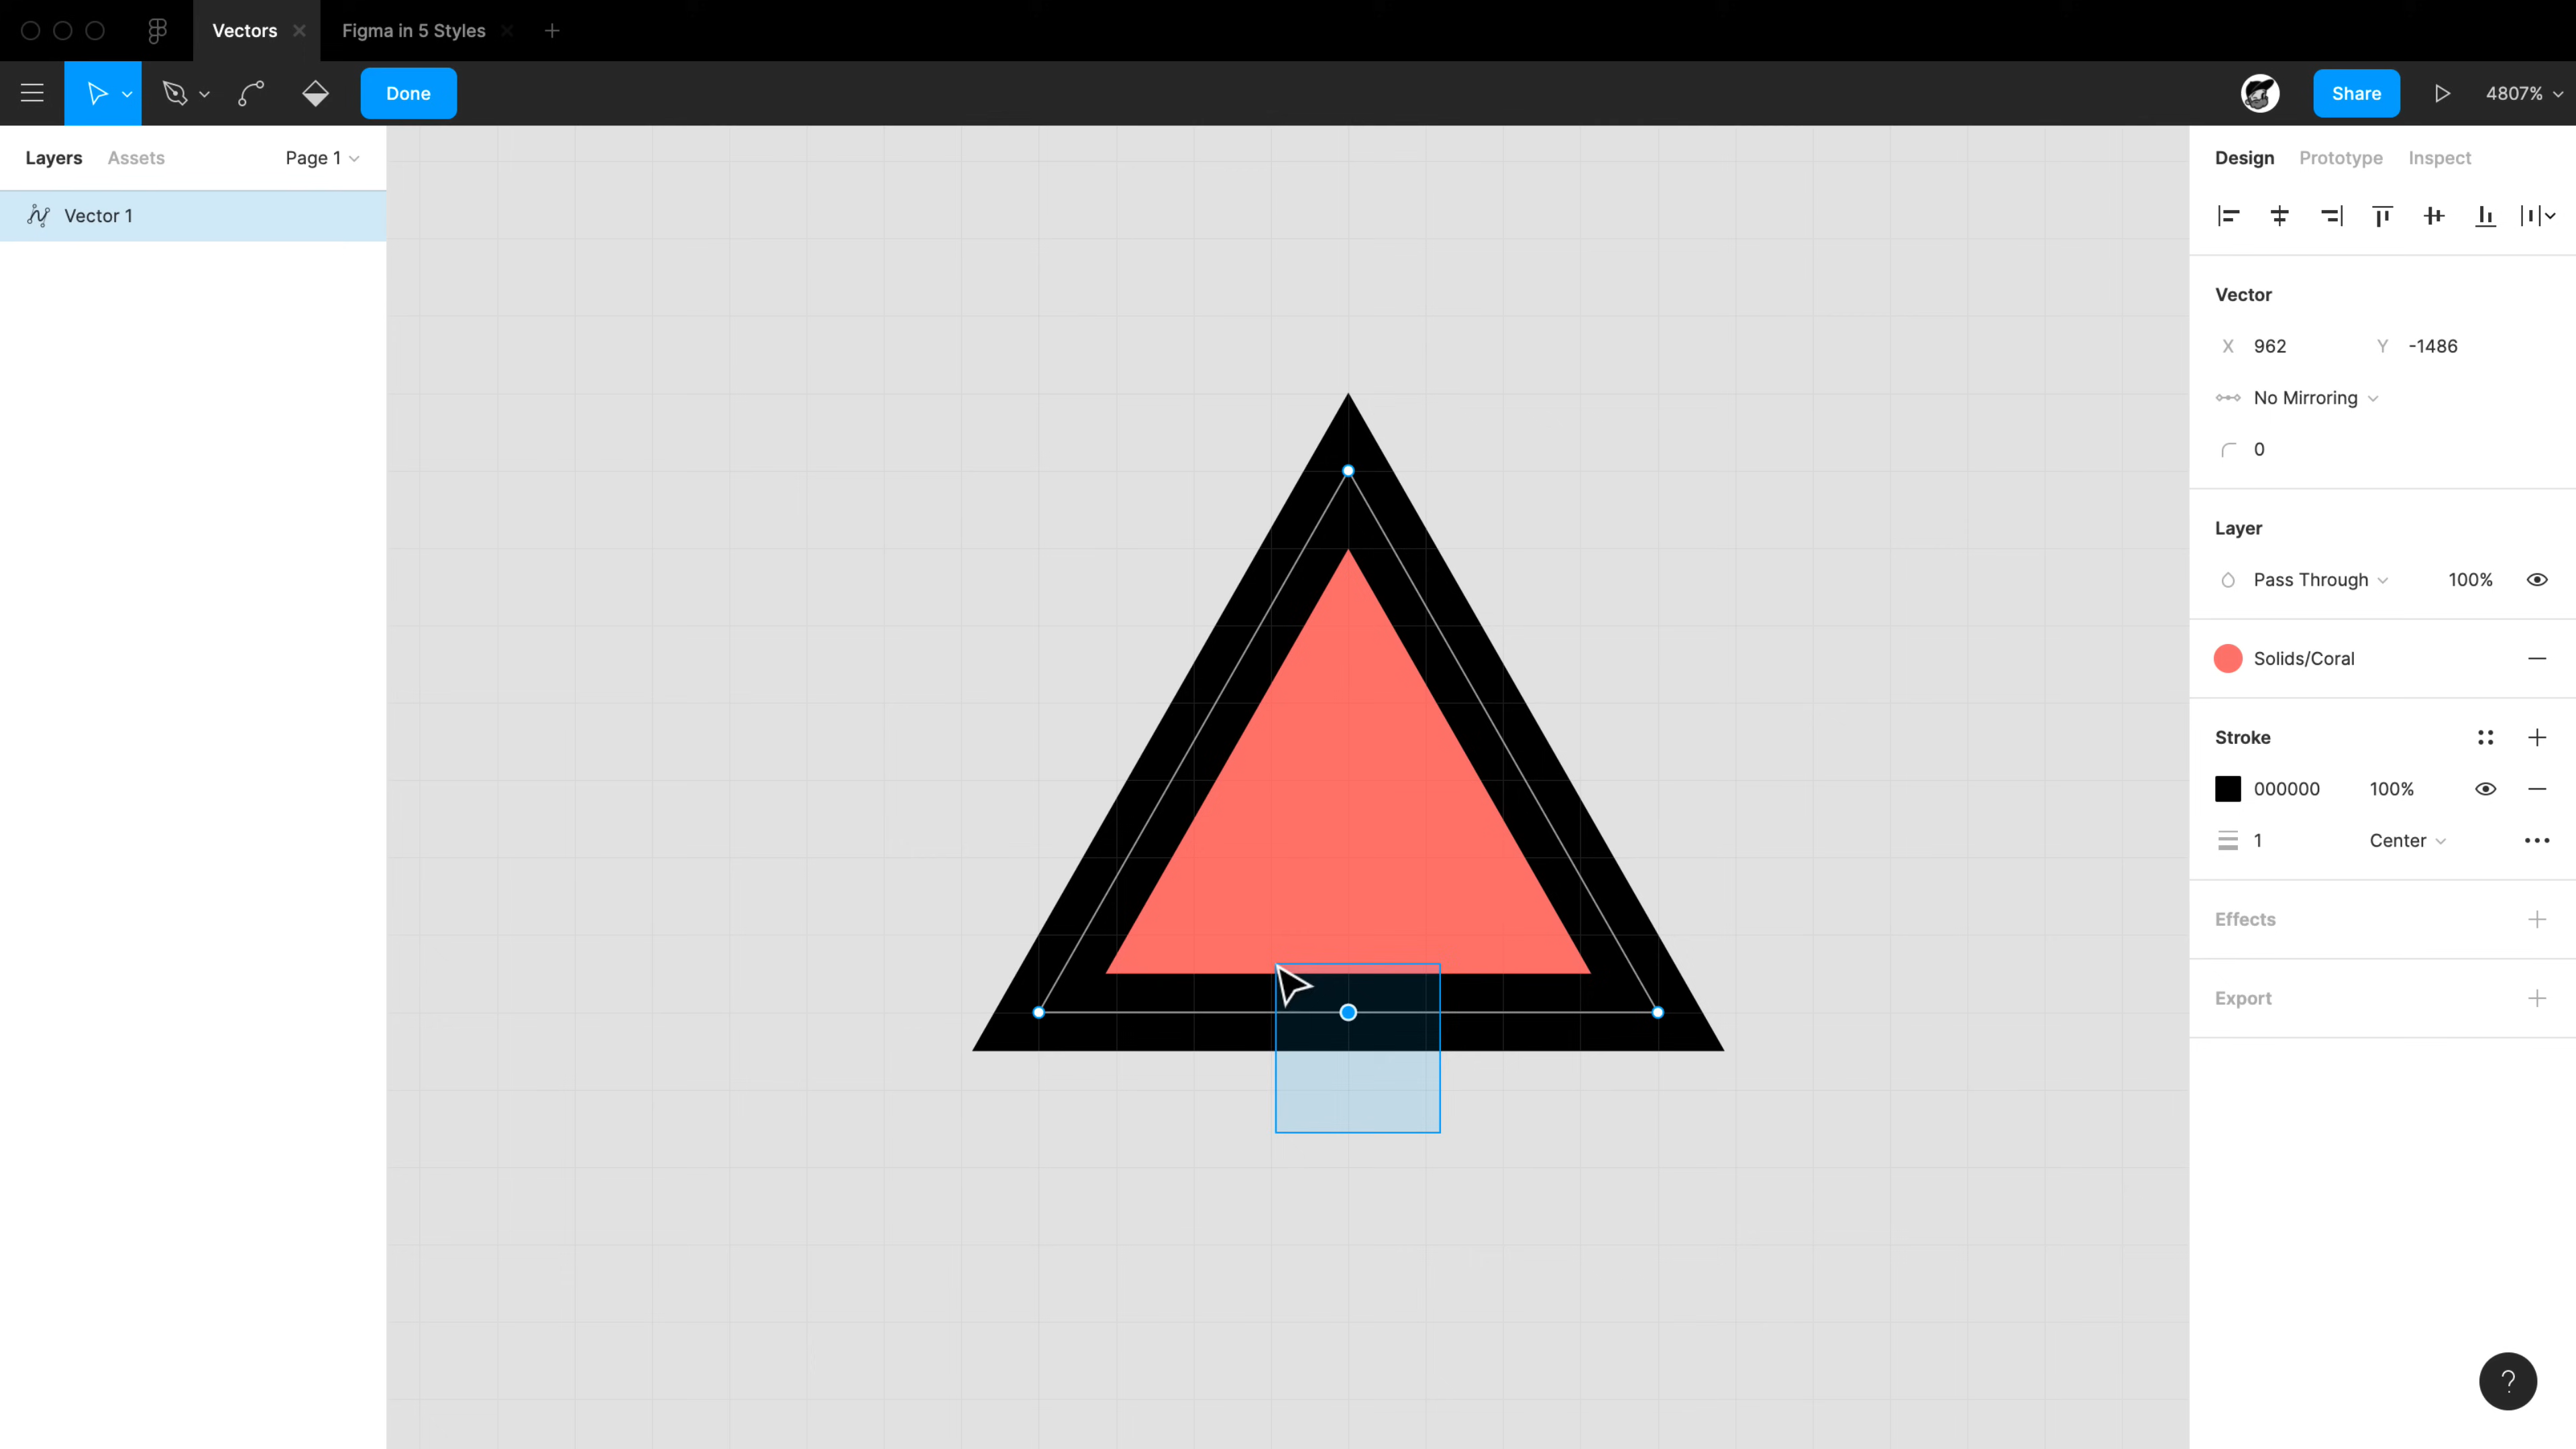 Vectors
Figma in 5 Styles
Done
Share
4807%
Layers
Assets
Page 1
Vector 1
Design
Prototype
Inspect
Vector
X 962
Y -1486
No Mirroring
0
Layer
Pass Through
100%
Solids/Coral
Stroke
000000
100%
1
Center
Effects
Export
?